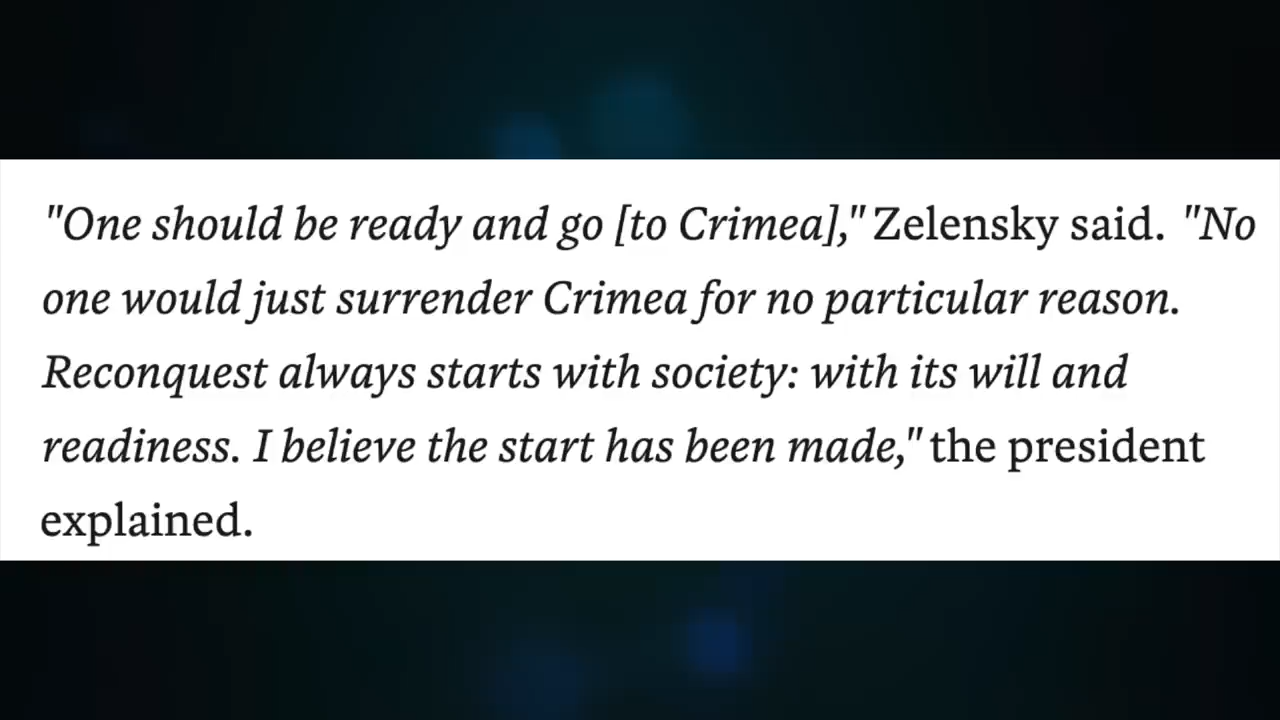 "One should be ready and go [to Crimea]," Zelensky said. "No
one would just surrender Crimea for no particular reason.
Reconquest always starts with society: with its will and
readiness. I believe the start has been made," the president
explained.